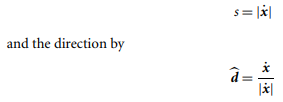 s = |ẋ|
and the direction by
d̂ = ẋ / |ẋ|